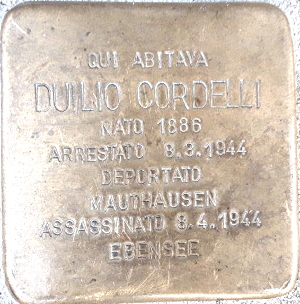 QUI ABITAVA
DUILIO CORDELLI
NATO 1886
ARRESTATO 8.3.1944
DEPORTATO
MAUTHAUSEN
ASSASSINATO 8.4.1944
EBENSEE